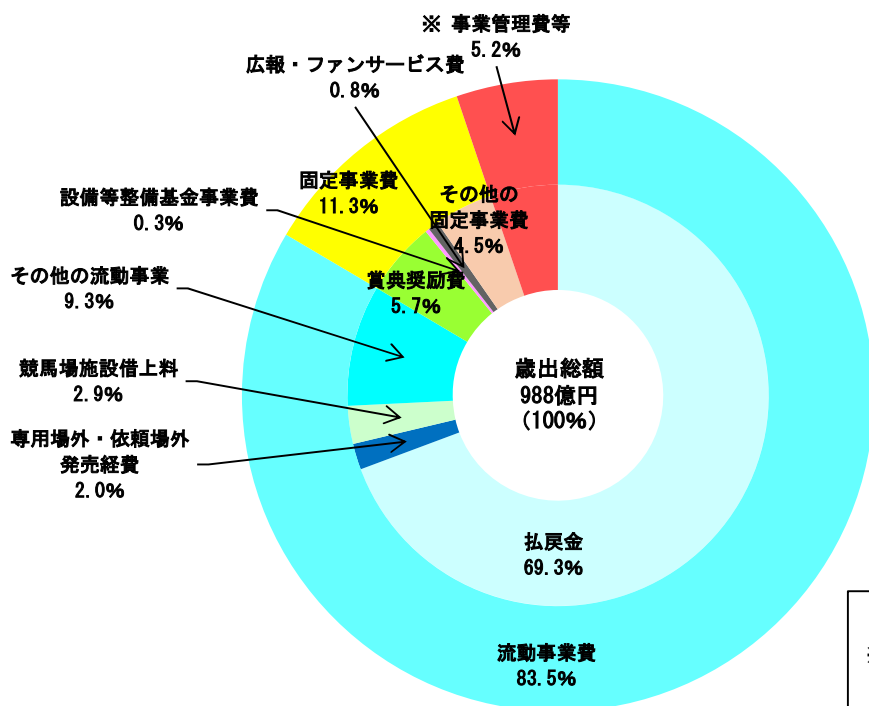 ※ 事業管理費等
5.2%
広報・ファンサービス費
0.8%
固定事業費
11.3%
設備等整備基金事業費
0.3%
その他の
固定事業費
4.5%
その他の流動事業
9.3%
賞典奨励費
5.7%
競馬場施設借上料
2.9%
専用場外・依頼場外
発売経費
2.0%
歳出総額
988億円
(100%)
払戻金
69.3%
流動事業費
83.5%